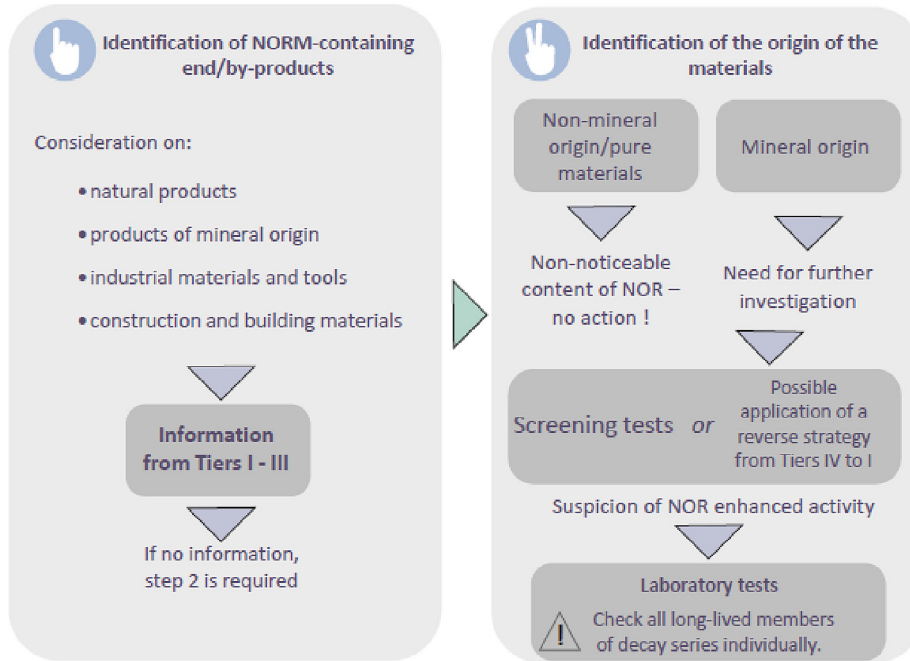 Identification of NORM-containing
end/by-products
Consideration on:
• natural products
• products of mineral origin
• industrial materials and tools
• construction and building materials
Information
from Tiers I - III
If no information,
step 2 is required
Identification of the origin of the
materials
Non-mineral
origin/pure
materials
Mineral origin
Non-noticeable
content of NOR –
no action !
Need for further
investigation
Screening tests or
Possible
application of a
reverse strategy
from Tiers IV to I
Suspicion of NOR enhanced activity
Laboratory tests
! Check all long-lived members
of decay series individually.